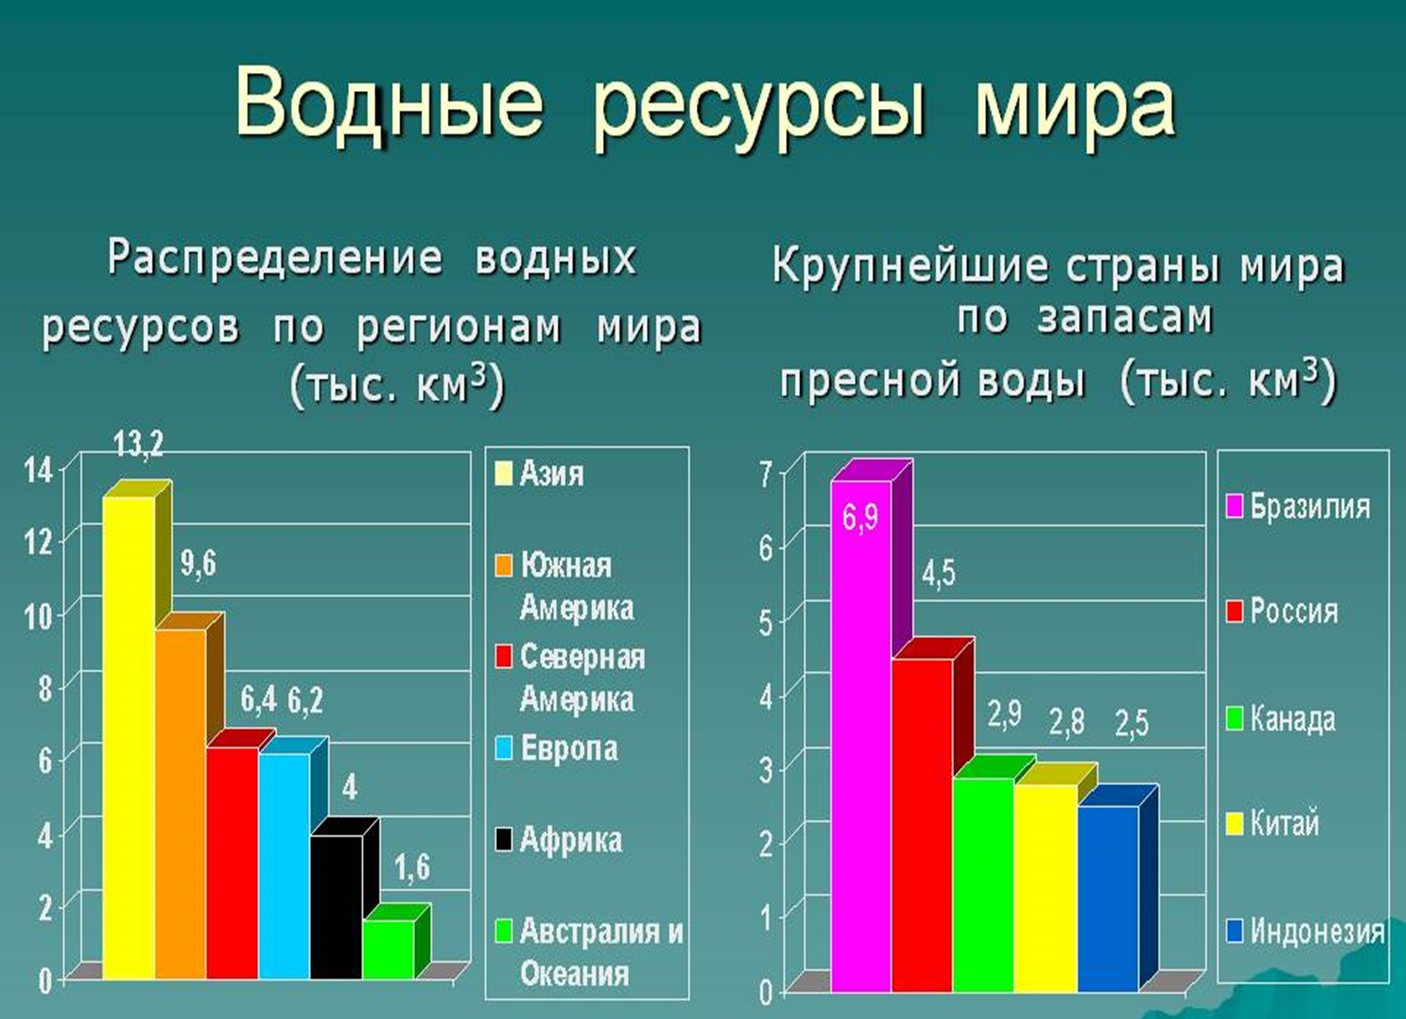 Водные ресурсы мира
Распределение водных
ресурсов по регионам мира
(тыс. км³)
13,2
9,6
6,4 6,2
4
1,6
14
12
10
8
6
4
2
0
Азия
Южная
Америка
Северная
Америка
Европа
Африка
Австралия и
Океания
Крупнейшие страны мира
по запасам
пресной воды (тыс. км³)
6,9
4,5
2,9
2,8
2,5
7
6
5
4
3
2
1
0
Бразилия
Россия
Канада
Китай
Индонезия